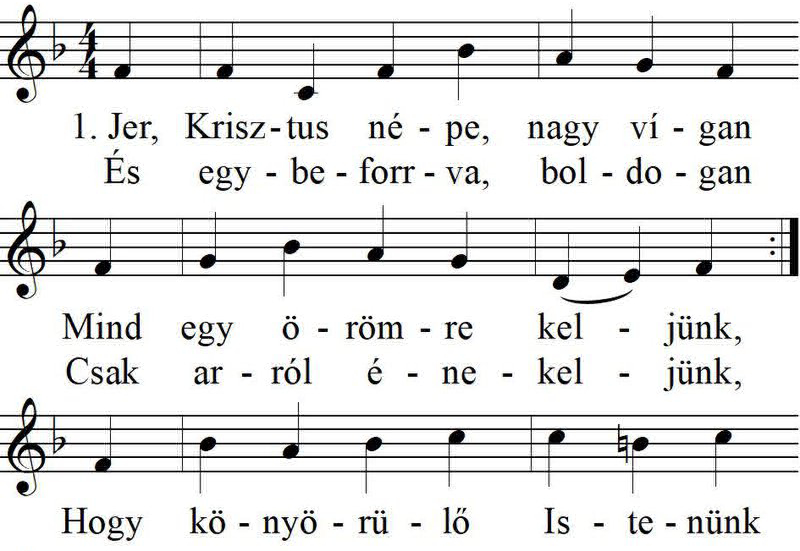 4
4
1. Jer, Krisz-tus né - pe, nagy ví - gan
És egy - be - forr - va, bol - do - gan
Mind egy ö - röm - re kel - jünk,
Csak ar - ról é - ne - kel - jünk,
Hogy kö - nyö - rü - lő Is - te - nünk